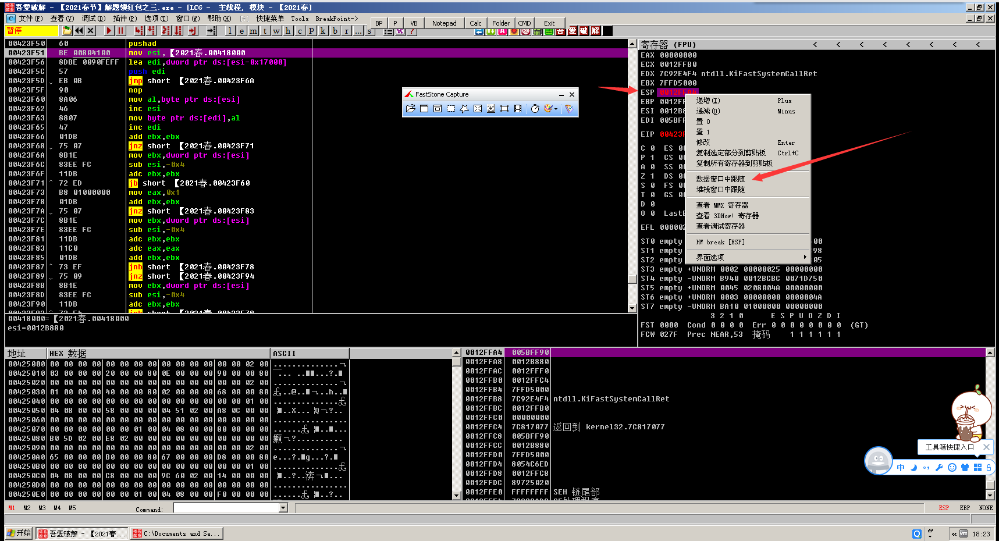 吾愛破解 - 【2021春节】解题领红包之三.exe - [LCG - 主线程, 模块 - 【2021春]
文件(F) 查看(V) 调试(D) 插件(P) 选项(T) 窗口(W) 帮助(H) [+] 快捷菜单 Tools BreakPoint->
BP P VB Notepad Calc Folder CMD Exit
暂停 l e m t w h c p k b r ... s ? 吾 爱 破 解
00423F50 60 pushad
00423F51 BE 00804100 mov esi,【2021春.00418000
00423F56 8DBE 0090FEFF lea edi,dword ptr ds:[esi-0x17000]
00423F5C 57 push edi
00423F5D EB 0B jmp short 【2021春.00423F6A
00423F5F 90 nop
00423F60 8A06 mov al,byte ptr ds:[esi]
00423F62 46 inc esi
00423F63 8807 mov byte ptr ds:[edi],al
00423F65 47 inc edi
00423F66 01DB add ebx,ebx
00423F68 75 07 jnz short 【2021春.00423F71
00423F6A 8B1E mov ebx,dword ptr ds:[esi]
00423F6C 83EE FC sub esi,-0x4
00423F6F 11DB adc ebx,ebx
00423F71 72 ED jb short 【2021春.00423F60
00423F73 B8 01000000 mov eax,0x1
00423F78 01DB add ebx,ebx
00423F7A 75 07 jnz short 【2021春.00423F83
00423F7C 8B1E mov ebx,dword ptr ds:[esi]
00423F7E 83EE FC sub esi,-0x4
00423F81 11DB adc ebx,ebx
00423F83 11C0 adc eax,eax
00423F85 01DB add ebx,ebx
00423F87 73 EF jnb short 【2021春.00423F78
00423F89 75 09 jnz short 【2021春.00423F94
00423F8B 8B1E mov ebx,dword ptr ds:[esi]
00423F8D 83EE FC sub esi,-0x4
00423F90 11DB adc ebx,ebx
00418000=【2021春.00418000
esi=0012B880
FastStone Capture
寄存器 (FPU) < < < < < < < <
EAX 00000000
ECX 0012FFB0
EDX 7C92E4F4 ntdll.KiFastSystemCallRet
EBX 7FFD5000
ESP 0012FFA4
EBP 0012FF
ESI 0012B8
EDI 005BFF
EIP 00423F
C 0 ES 00
P 1 CS 00
A 0 SS 00
Z 1 DS 00
S 0 FS 00
T 0 GS 00
D 0
O 0 LastE
EFL 000002
ST0 empty 00
ST1 empty 98
ST2 empty 05
ST3 empty +UNORM 0002 00000025 00000000
ST4 empty -UNORM B940 0012BCBC 0071D750
ST5 empty +UNORM 0045 0208004A 00000000
ST6 empty +UNORM 0003 00000000 0000004A
ST7 empty -UNORM BA10 01000000 00000000
3 2 1 0 E S P U O Z D I
FST 0000 Cond 0 0 0 0 Err 0 0 0 0 0 0 0 0 (GT)
FCW 027F Prec NEAR,53 掩码 1 1 1 1 1 1
递增(I) Plus
递减(D) Minus
置 0
置 1
修改 Enter
复制选定部分到剪贴板 Ctrl+C
复制所有寄存器到剪贴板
数据窗口中跟随
堆栈窗口中跟随
查看 MMX 寄存器
查看 3DNow! 寄存器
查看调试寄存器
HW break [ESP]
界面选项
地址 HEX 数据 ASCII
00425000 00 00 00 00 00 00 00 00 00 00 00 00 00 00 02 00
00425010 03 00 00 00 20 00 00 80 0E 00 00 00 90 00 00 80
00425020 00 00 00 00 00 00 00 00 00 00 00 00 00 00 02 00
00425030 01 00 00 00 40 00 00 80 02 00 00 00 68 00 00 80
00425040 00 00 00 00 00 00 00 00 00 00 00 00 00 00 01 00
00425050 04 08 00 00 58 00 00 00 04 51 02 00 A8 0C 00 00
00425060 00 00 00 00 00 00 00 00 00 00 00 00 00 00 00 00
00425070 00 00 00 00 00 00 01 00 04 08 00 00 80 00 00 00
00425080 B0 5D 02 00 E8 02 00 00 00 00 00 00 00 00 00 00
00425090 00 00 00 00 00 00 00 00 00 00 00 00 00 00 02 00
004250A0 65 00 00 00 B0 00 00 80 67 00 00 00 D8 00 00 80
004250B0 00 00 00 00 00 00 00 00 00 00 00 00 00 00 01 00
004250C0 04 08 00 00 C8 00 00 00 9C 60 02 00 14 00 00 00
004250D0 00 00 00 00 00 00 00 00 00 00 00 00 00 00 00 00
004250E0 00 00 00 00 00 00 01 00 04 08 00 00 F0 00 00 00
0012FFA4 005BFF90
0012FFA8 0012B880
0012FFAC 0012FFF0
0012FFB0 0012FFC4
0012FFB4 7FFD5000
0012FFB8 7C92E4F4 ntdll.KiFastSystemCallRet
0012FFBC 0012FFB0
0012FFC0 00000000
0012FFC4 7C817077 返回到 kernel32.7C817077
0012FFC8 005BFF90
0012FFCC 0012B880
0012FFD0 7FFD5000
0012FFD4 8054C6ED
0012FFD8 0012FFC8
0012FFDC 89725020
0012FFE0 FFFFFFFF SEH 链尾部
工具箱快捷入口
中
M1 M2 M3 M4 M5 Command: ESP EBP NONE
开始 吾愛破解 - 【2021春... C:\Documents and Se... 18:23